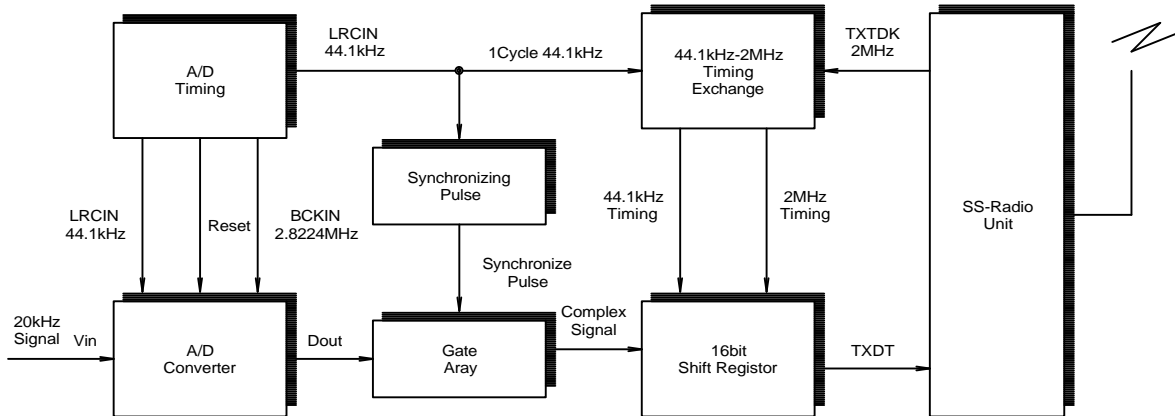 LRCIN
44.1kHz
1Cycle 44.1kHz
TXTDK
2MHz
A/D
Timing
44.1kHz-2MHz
Timing
Exchange
Synchronizing
Pulse
SS-Radio
Unit
LRCIN
44.1kHz
Reset
BCKIN
2.8224MHz
44.1kHz
Timing
2MHz
Timing
Synchronize
Pulse
20kHz
Signal
Vin
A/D
Converter
Dout
Gate
Aray
Complex
Signal
16bit
Shift Registor
TXDT